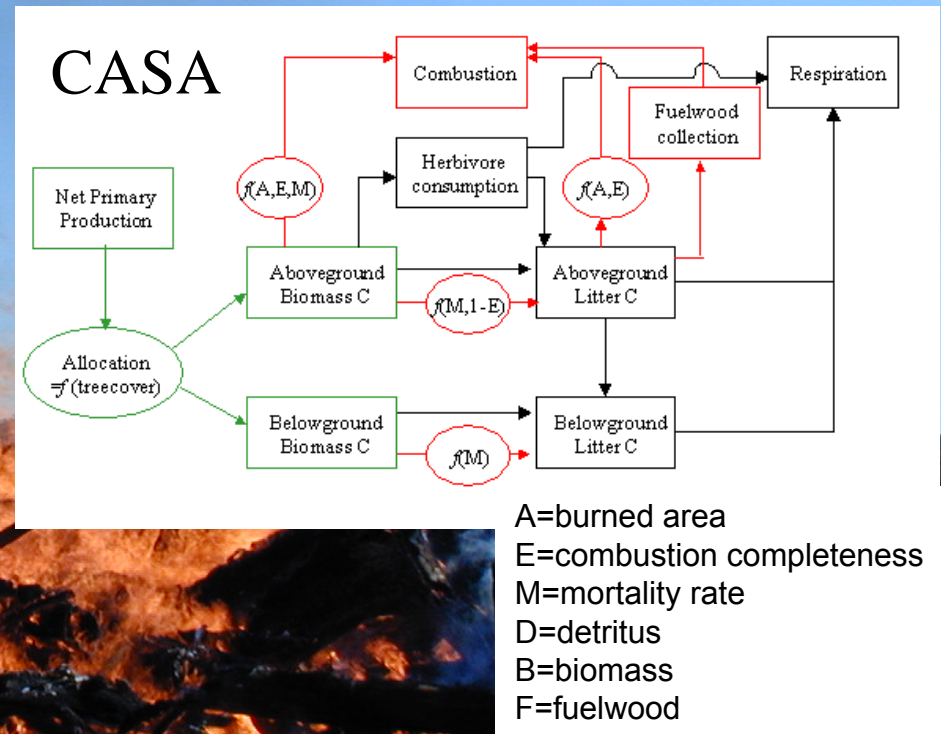 CASA
Combustion
Respiration
Fuelwood
collection
Herbivore
consumption
f(A,E,M)
f(A,E)
Net Primary
Production
Aboveground
Biomass C
f(M,1-E)
Aboveground
Litter C
Allocation
=f (treecover)
Belowground
Biomass C
f(M)
Belowground
Litter C
A=burned area
E=combustion completeness
M=mortality rate
D=detritus
B=biomass
F=fuelwood